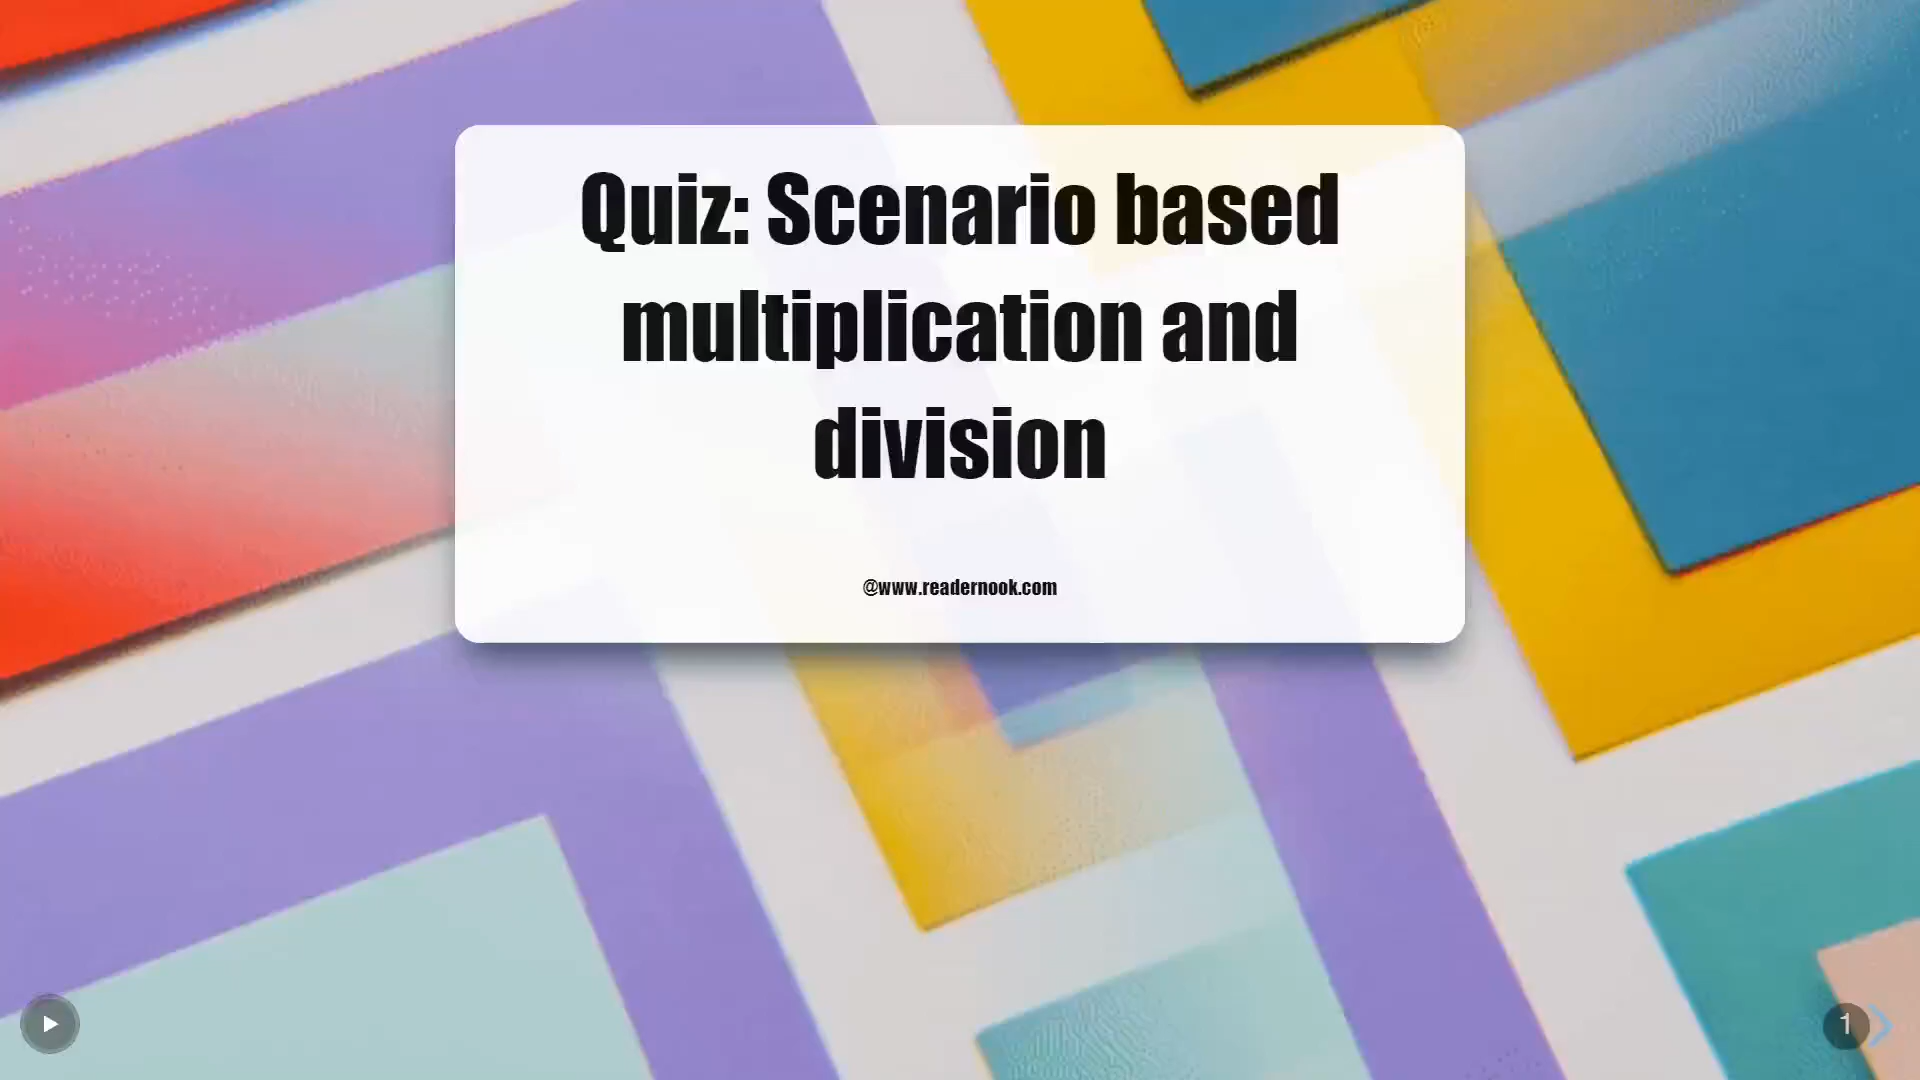 Quiz: Scenario based
multiplication and
division
@www.readernook.com
1